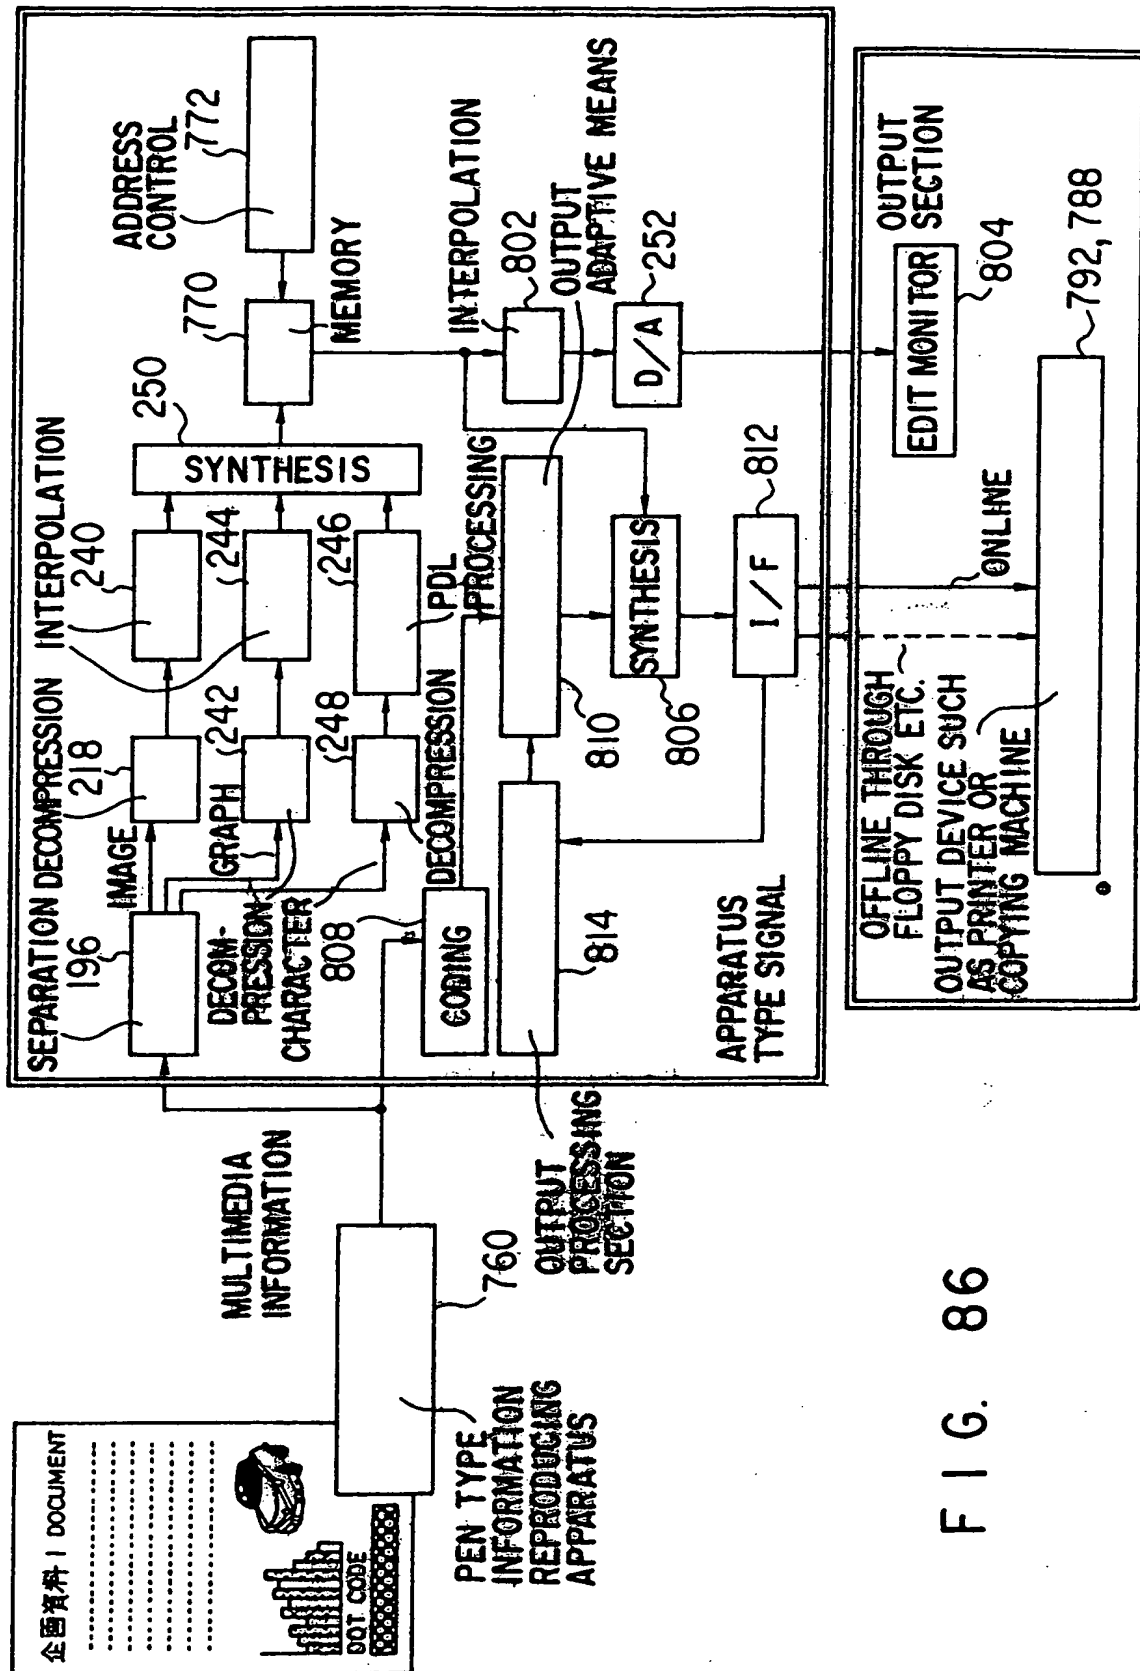 企画資料 1 DOCUMENT
DOT CODE
PEN TYPE
INFORMATION
REPRODUCING
APPARATUS
760
MULTIMEDIA
INFORMATION
OUTPUT
PROCESSING
SECTION
SEPARATION DECOMPRESSION
196
218
IMAGE
GRAPH
242
DECOM-
PRESSION
CHARACTER
248
DECOMPRESSION
INTERPOLATION
240
244
246
PDL
PROCESSING
250
SYNTHESIS
770
MEMORY
ADDRESS
CONTROL
772
INTERPOLATION
802
OUTPUT
ADAPTIVE MEANS
D/A
252
808
CODING
814
810
SYNTHESIS
806
I/F
812
APPARATUS
TYPE SIGNAL
OUTPUT
SECTION
EDIT MONITOR
804
792, 788
ONLINE
OFFLINE THROUGH
FLOPPY DISK ETC.
OUTPUT DEVICE SUCH
AS PRINTER OR
COPYING MACHINE
FIG. 86